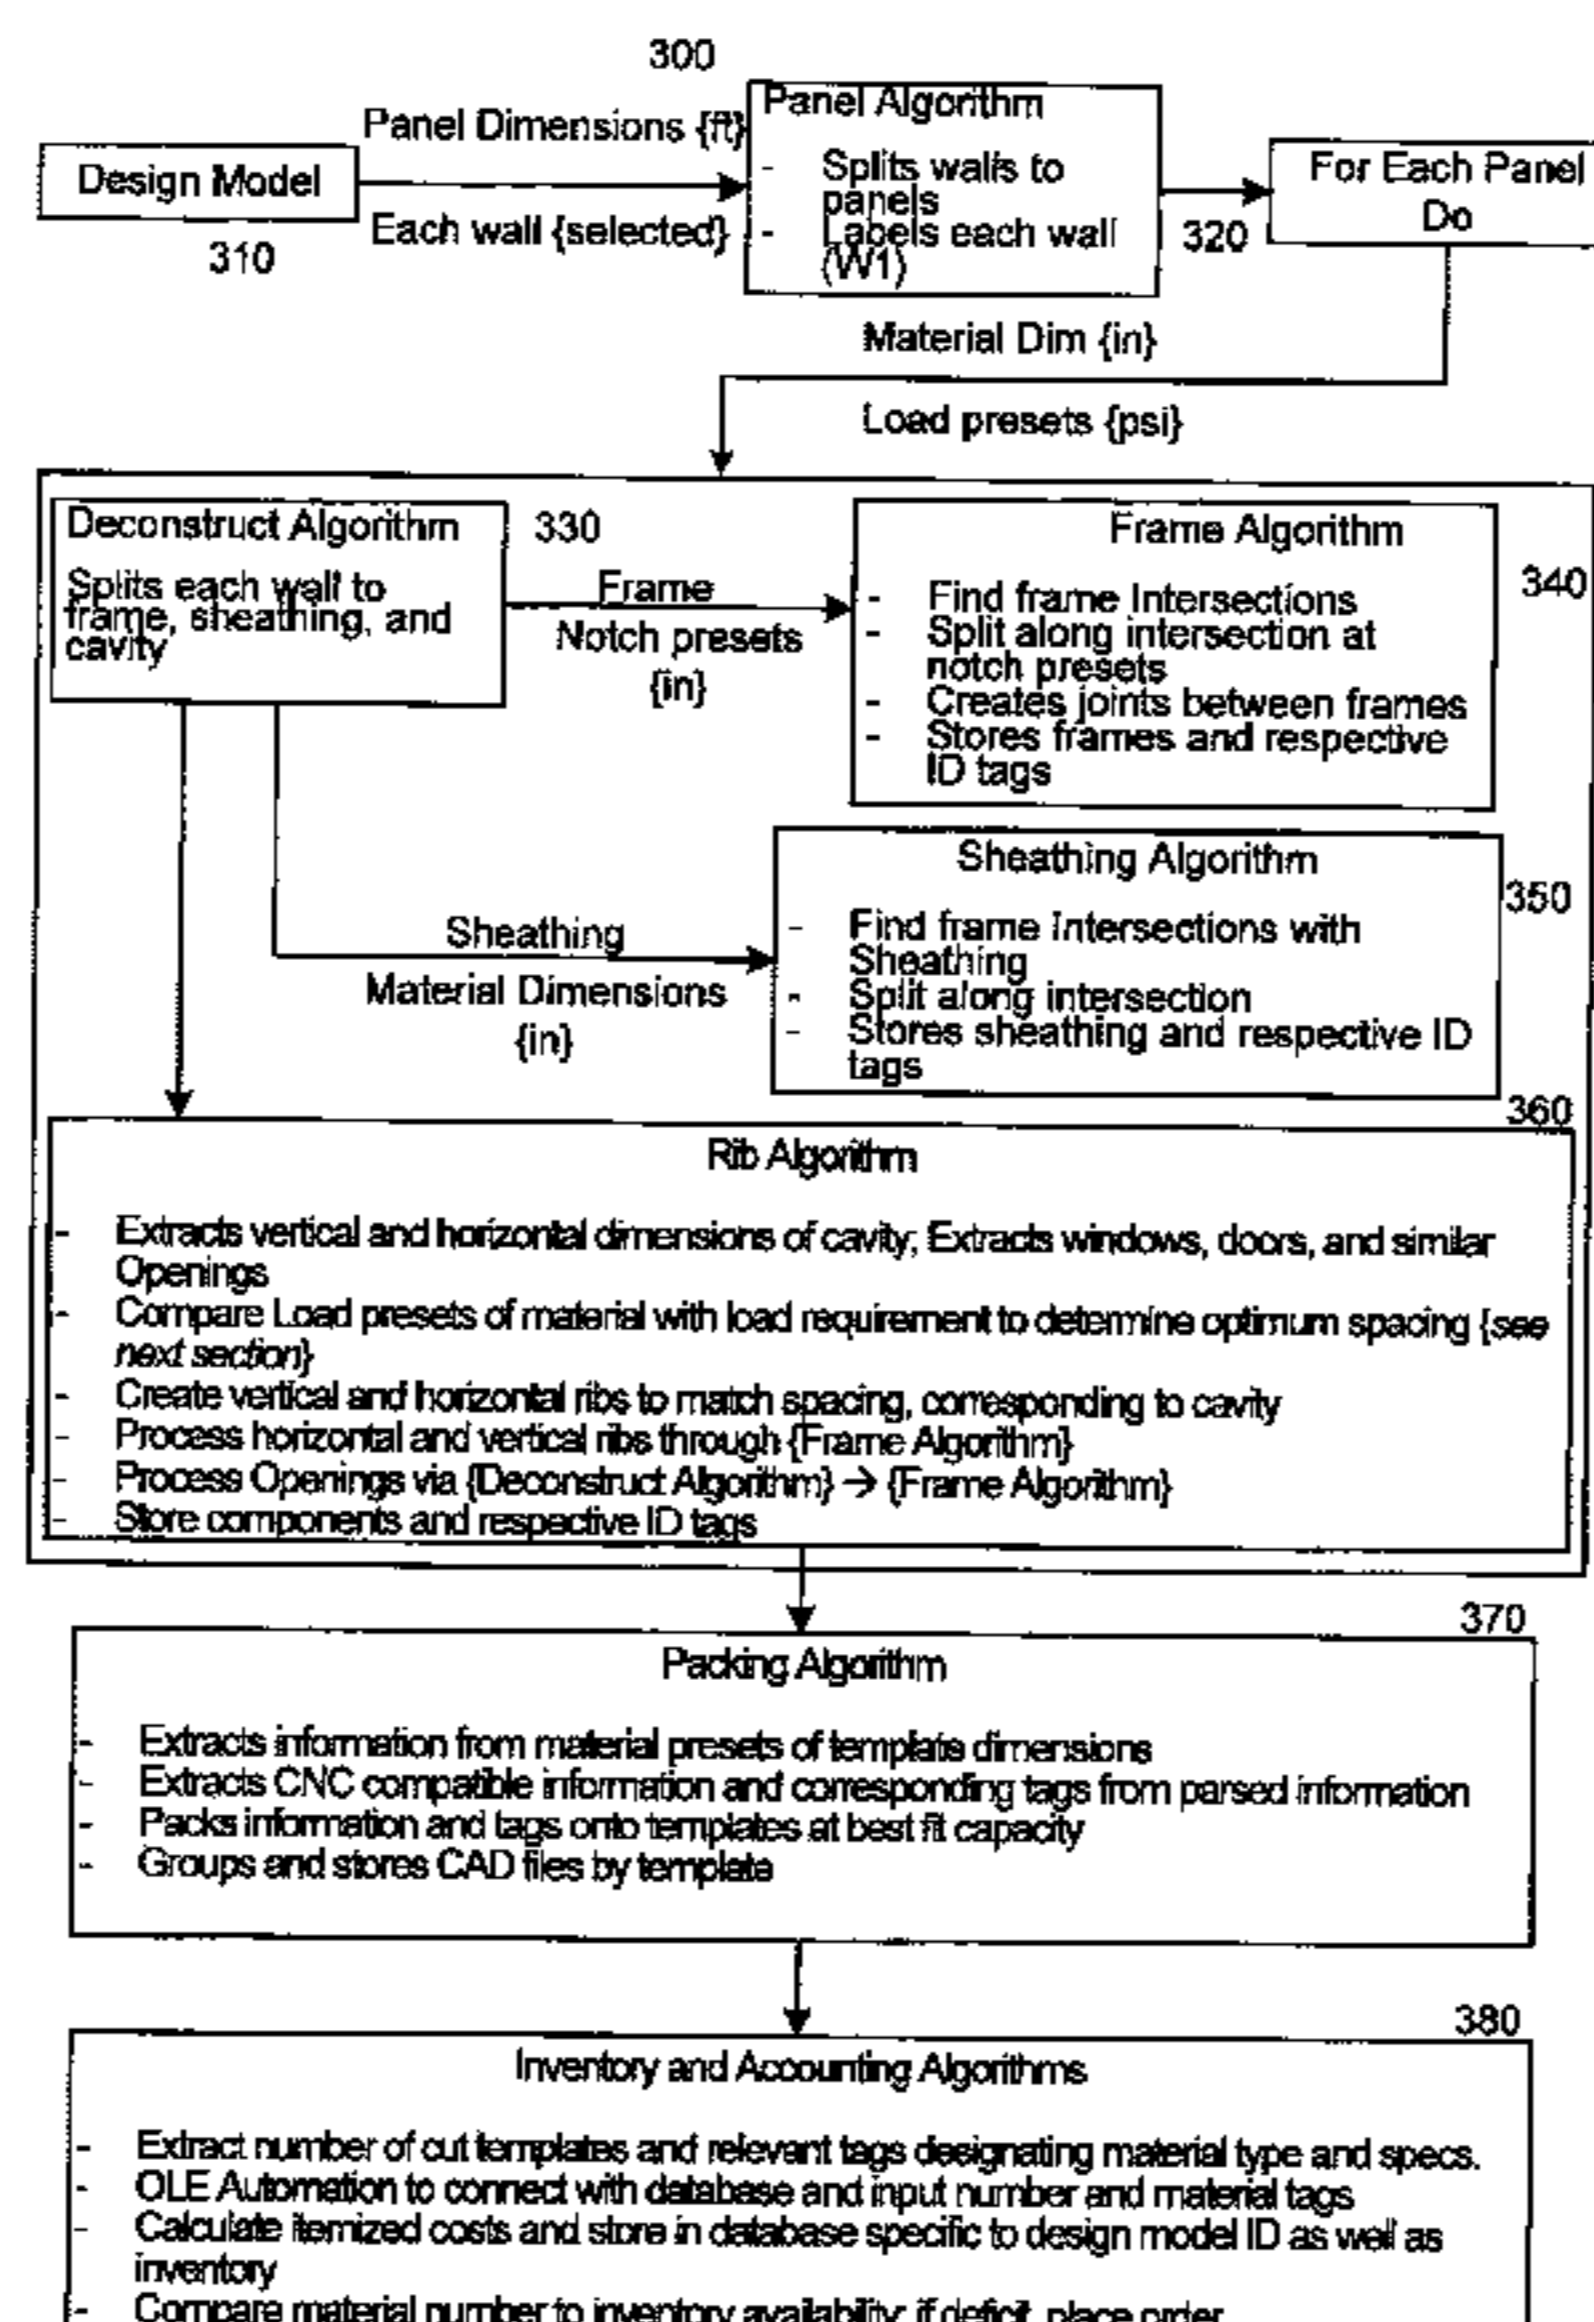 300
Panel Dimensions {ft}
Panel Algorithm
- Splits walls to
panels
- Labels each wall
(W1)
Design Model
Each wall {selected}
310
320
For Each Panel
Do
Material Dim {in}
Load presets {psi}
Deconstruct Algorithm
Splits each wall to
frame, sheathing, and
cavity
330
Frame
Notch presets
{in}
Frame Algorithm
- Find frame Intersections
- Split along intersection at
notch presets
- Creates joints between frames
- Stores frames and respective
ID tags
340
Sheathing
Material Dimensions
{in}
Sheathing Algorithm
- Find frame Intersections with
Sheathing
- Split along intersection
- Stores sheathing and respective ID
tags
350
360
Rib Algorithm
- Extracts vertical and horizontal dimensions of cavity; Extracts windows, doors, and similar
Openings
- Compare Load presets of material with load requirement to determine optimum spacing {see
next section}
- Create vertical and horizontal ribs to match spacing, corresponding to cavity
- Process horizontal and vertical ribs through {Frame Algorithm}
- Process Openings via {Deconstruct Algorithm} → {Frame Algorithm}
- Store components and respective ID tags
370
Packing Algorithm
- Extracts information from material presets of template dimensions
- Extracts CNC compatible information and corresponding tags from parsed information
- Packs information and tags onto templates at best fit capacity
- Groups and stores CAD files by template
380
Inventory and Accounting Algorithms
- Extract number of cut templates and relevant tags designating material type and specs.
- OLE Automation to connect with database and input number and material tags
- Calculate itemized costs and store in database specific to design model ID as well as
inventory
- Compare material number to inventory availability; if deficit, place order